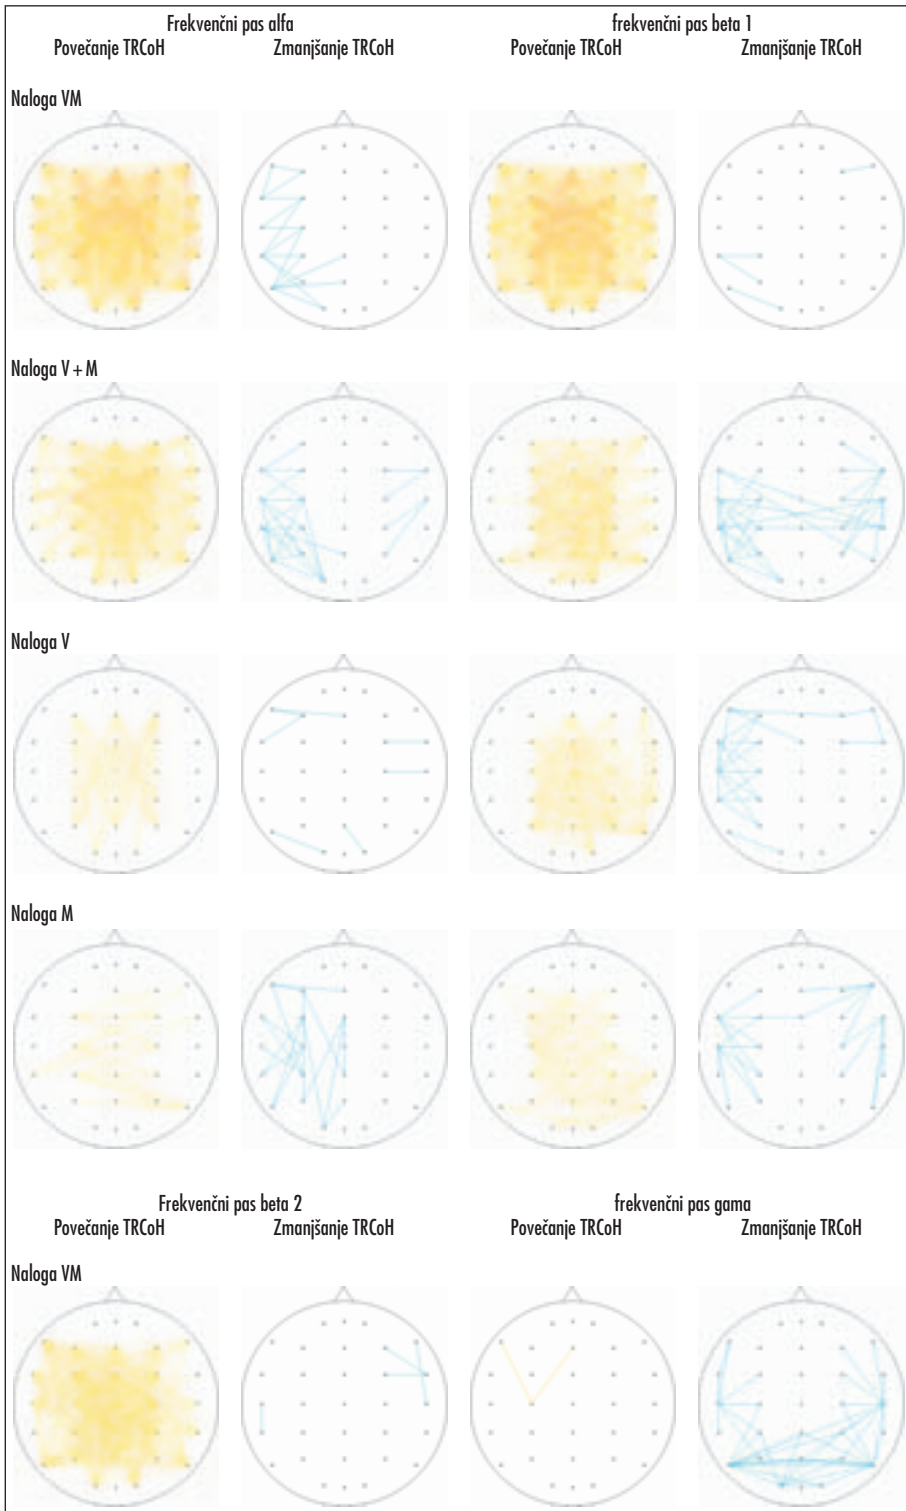 Frekvenčni pas alfa frekvenčni pas beta 1
Povečanje TRCoH Zmanjšanje TRCoH Povečanje TRCoH Zmanjšanje TRCoH
Naloga VM
Naloga V + M
Naloga V
Naloga M
Frekvenčni pas beta 2 frekvenčni pas gama
Povečanje TRCoH Zmanjšanje TRCoH Povečanje TRCoH Zmanjšanje TRCoH
Naloga VM